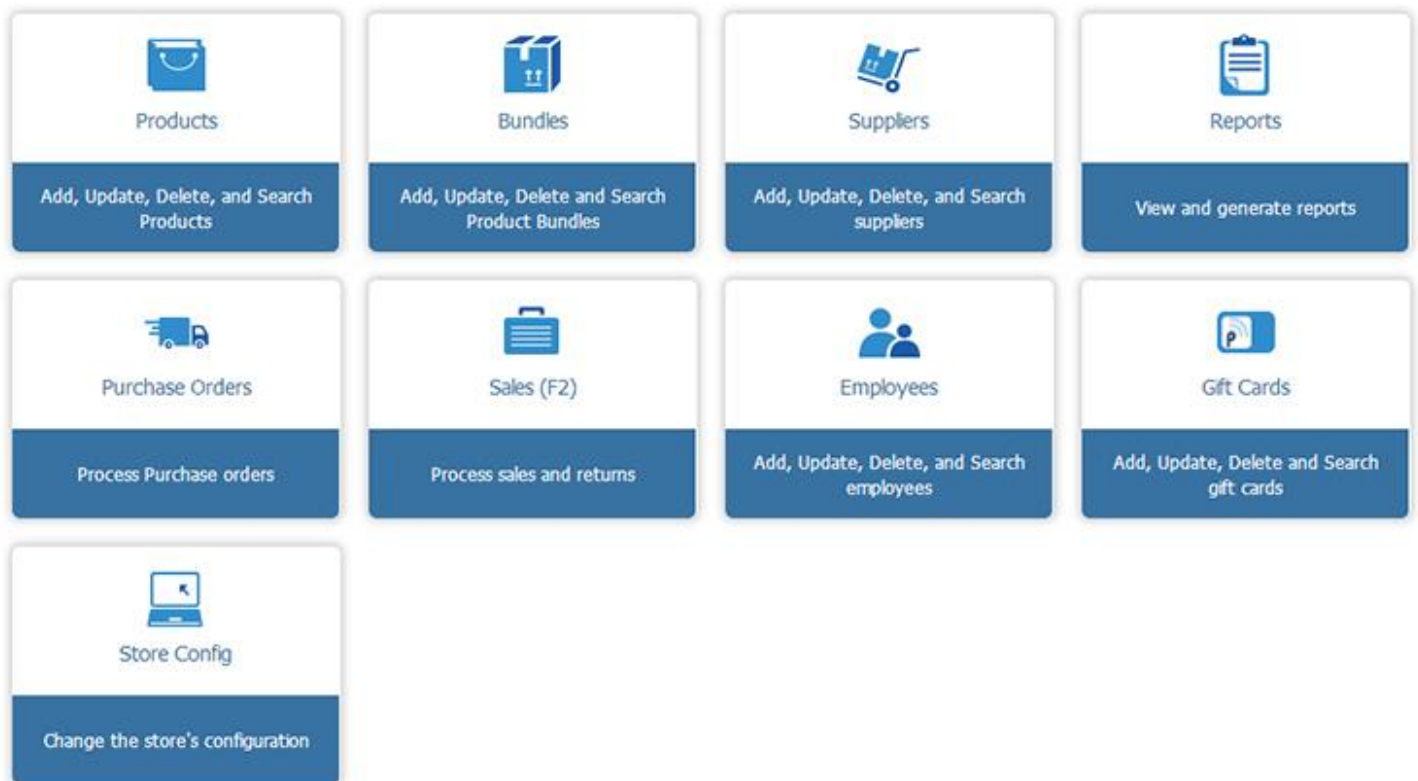 Products
Add, Update, Delete, and Search
Products
Bundles
Add, Update, Delete and Search
Product Bundles
Suppliers
Add, Update, Delete, and Search
suppliers
Reports
View and generate reports
Purchase Orders
Process Purchase orders
Sales (F2)
Process sales and returns
Employees
Add, Update, Delete, and Search
employees
P
Gift Cards
Add, Update, Delete and Search
gift cards
Store Config
Change the store's configuration